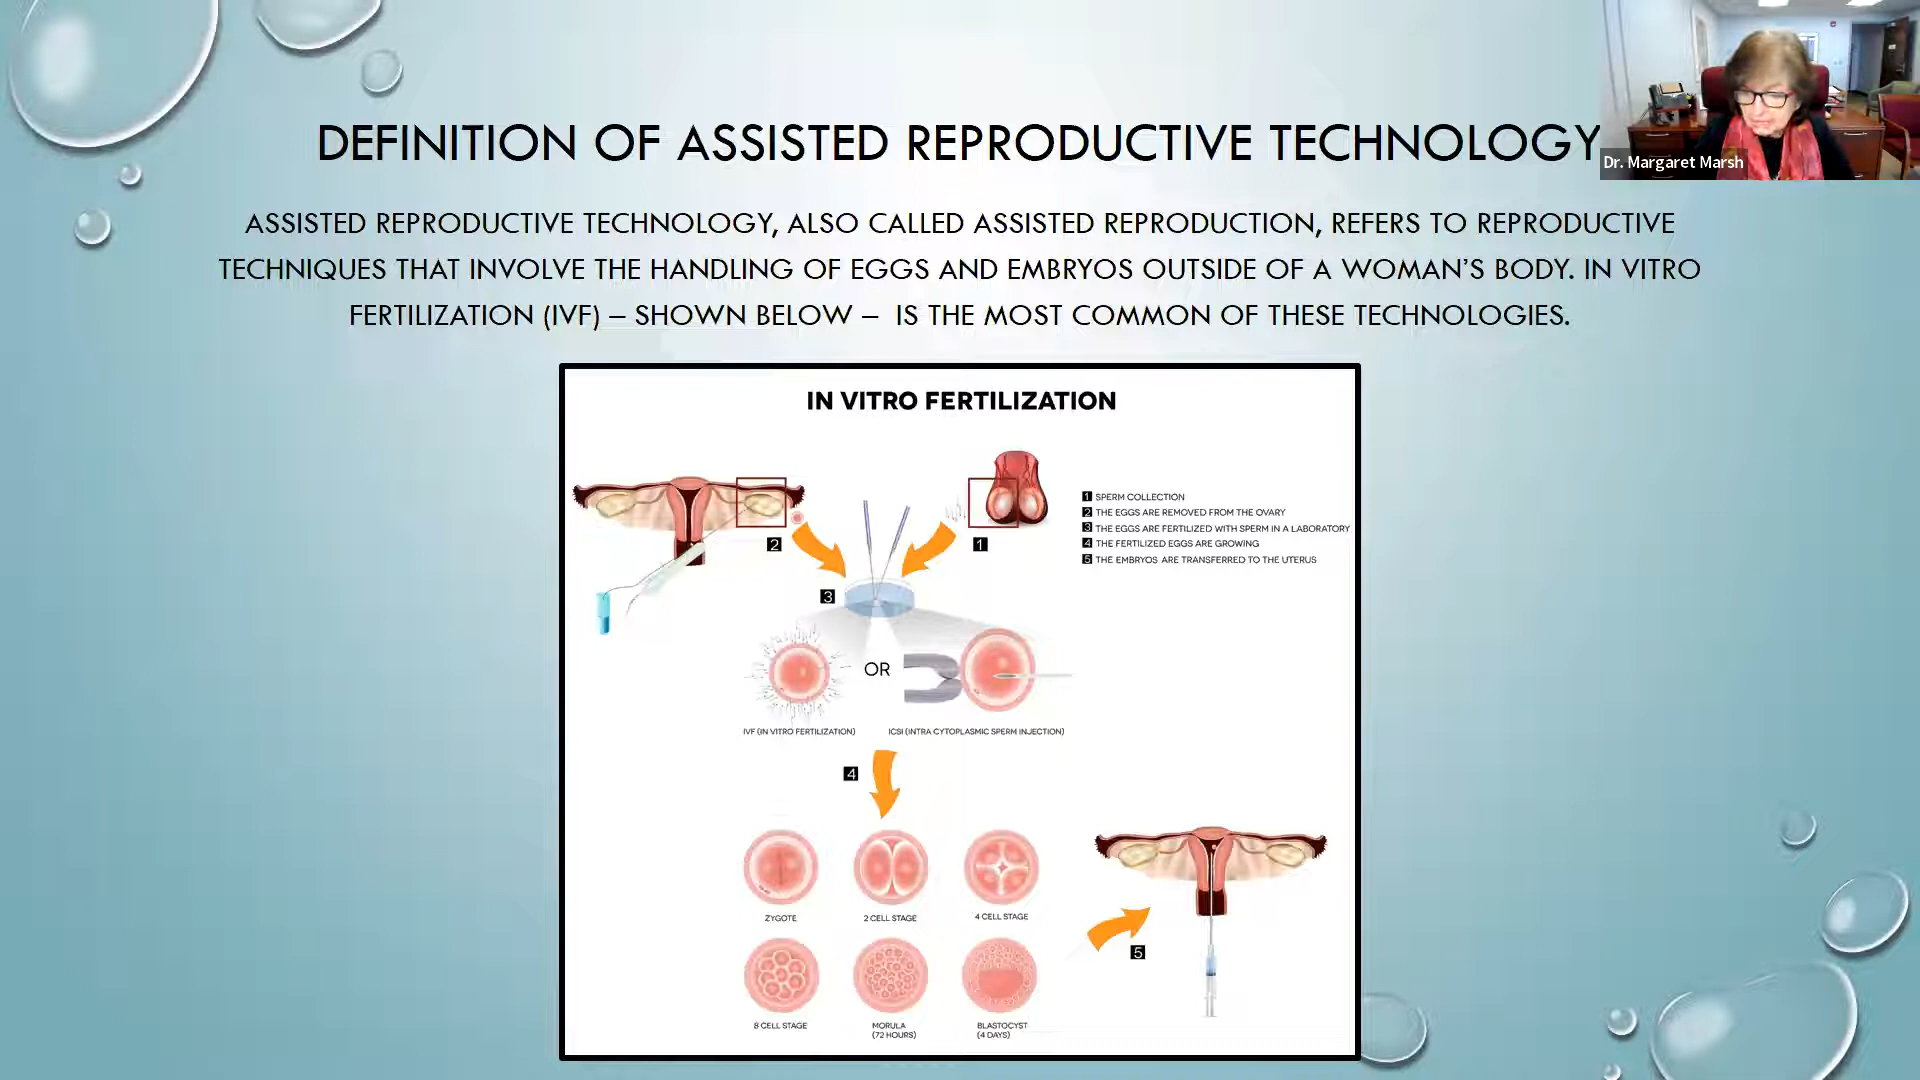 DEFINITION OF ASSISTED REPRODUCTIVE TECHNOLOGY
Dr. Margaret Marsh
ASSISTED REPRODUCTIVE TECHNOLOGY, ALSO CALLED ASSISTED REPRODUCTION, REFERS TO REPRODUCTIVE
TECHNIQUES THAT INVOLVE THE HANDLING OF EGGS AND EMBRYOS OUTSIDE OF A WOMAN'S BODY. IN VITRO
FERTILIZATION (IVF) – SHOWN BELOW – IS THE MOST COMMON OF THESE TECHNOLOGIES.
IN VITRO FERTILIZATION
1 SPERM COLLECTION
2 THE EGGS ARE REMOVED FROM THE OVARY
3 THE EGGS ARE FERTILIZED WITH SPERM IN A LABORATORY
4 THE FERTILIZED EGGS ARE GROWING
5 THE EMBRYOS ARE TRANSFERRED TO THE UTERUS
2
1
3
OR
IVF (IN VITRO FERTILIZATION)
ICSI (INTRA CYTOPLASMIC SPERM INJECTION)
4
ZYGOTE
2 CELL STAGE
4 CELL STAGE
5
8 CELL STAGE
MORULA
(72 HOURS)
BLASTOCYST
(4 DAYS)